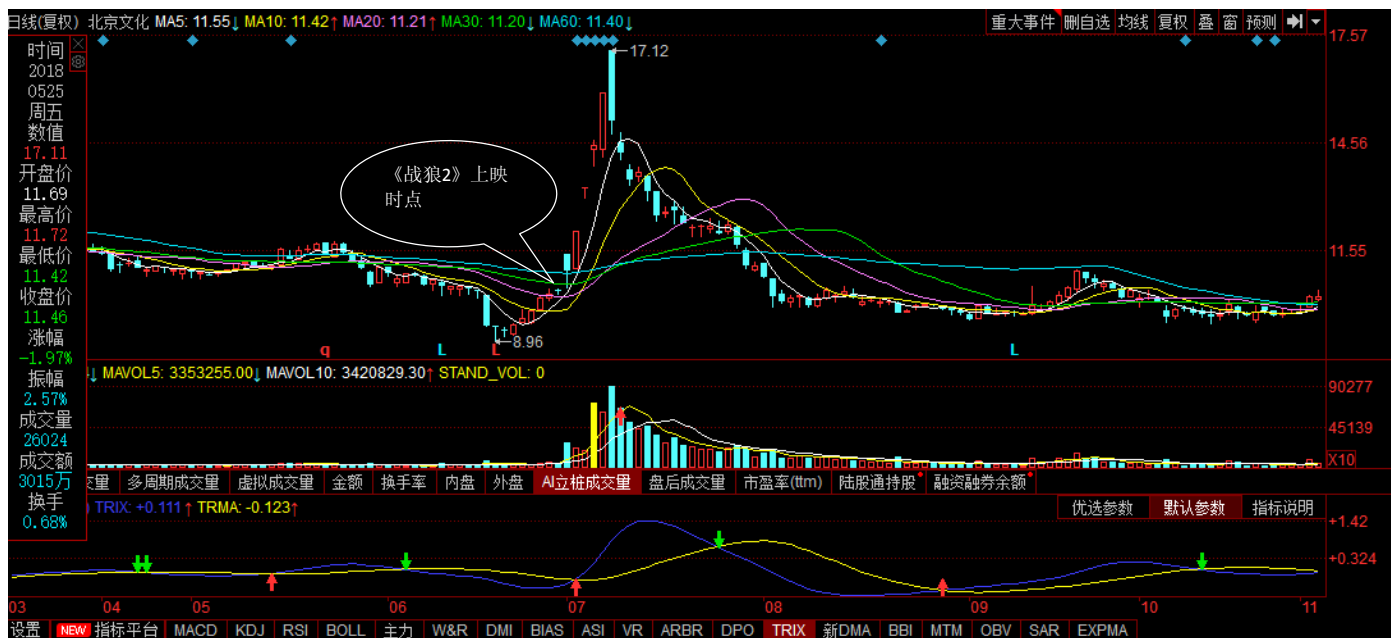 日线(复权) 北京文化 MA5: 11.55↓ MA10: 11.42↑ MA20: 11.21↑ MA30: 11.20↓ MA60: 11.40↓
重大事件 删自选 均线 复权 叠 窗 预测
17.57
14.56
11.55
时间
2018
0525
周五
数值
17.11
开盘价
11.69
最高价
11.72
最低价
11.42
收盘价
11.46
涨幅
-1.97%
振幅
2.57%
成交量
26024
成交额
3015万
换手
0.68%
17.12
《战狼2》上映
时点
8.96
q L L L
↓ MAVOL5: 3353255.00↓ MAVOL10: 3420829.30↑ STAND_VOL: 0
90277
45139
X10
交量 多周期成交量 虚拟成交量 金额 换手率 内盘 外盘 AI立桩成交量 盘后成交量 市盈率(ttm) 陆股通持股 融资融券余额
) TRIX: +0.111↑ TRMA: -0.123↑
优选参数 默认参数 指标说明
+1.42
+0.324
03 04 05 06 07 08 09 10 11
设置 NEW 指标平台 MACD KDJ RSI BOLL 主力 W&R DMI BIAS ASI VR ARBR DPO TRIX 新DMA BBI MTM OBV SAR EXPMA